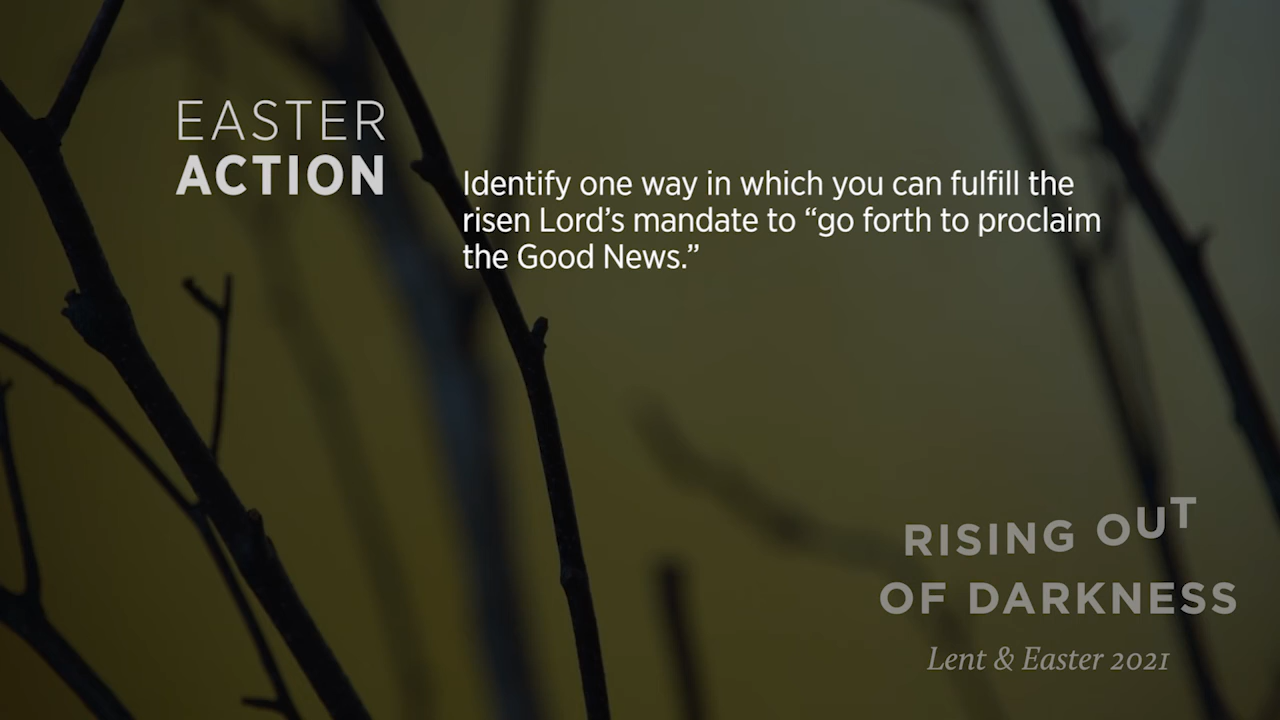 EASTER
ACTION
Identify one way in which you can fulfill the
risen Lord’s mandate to “go forth to proclaim
the Good News.”
RISING OUT
OF DARKNESS
Lent & Easter 2021